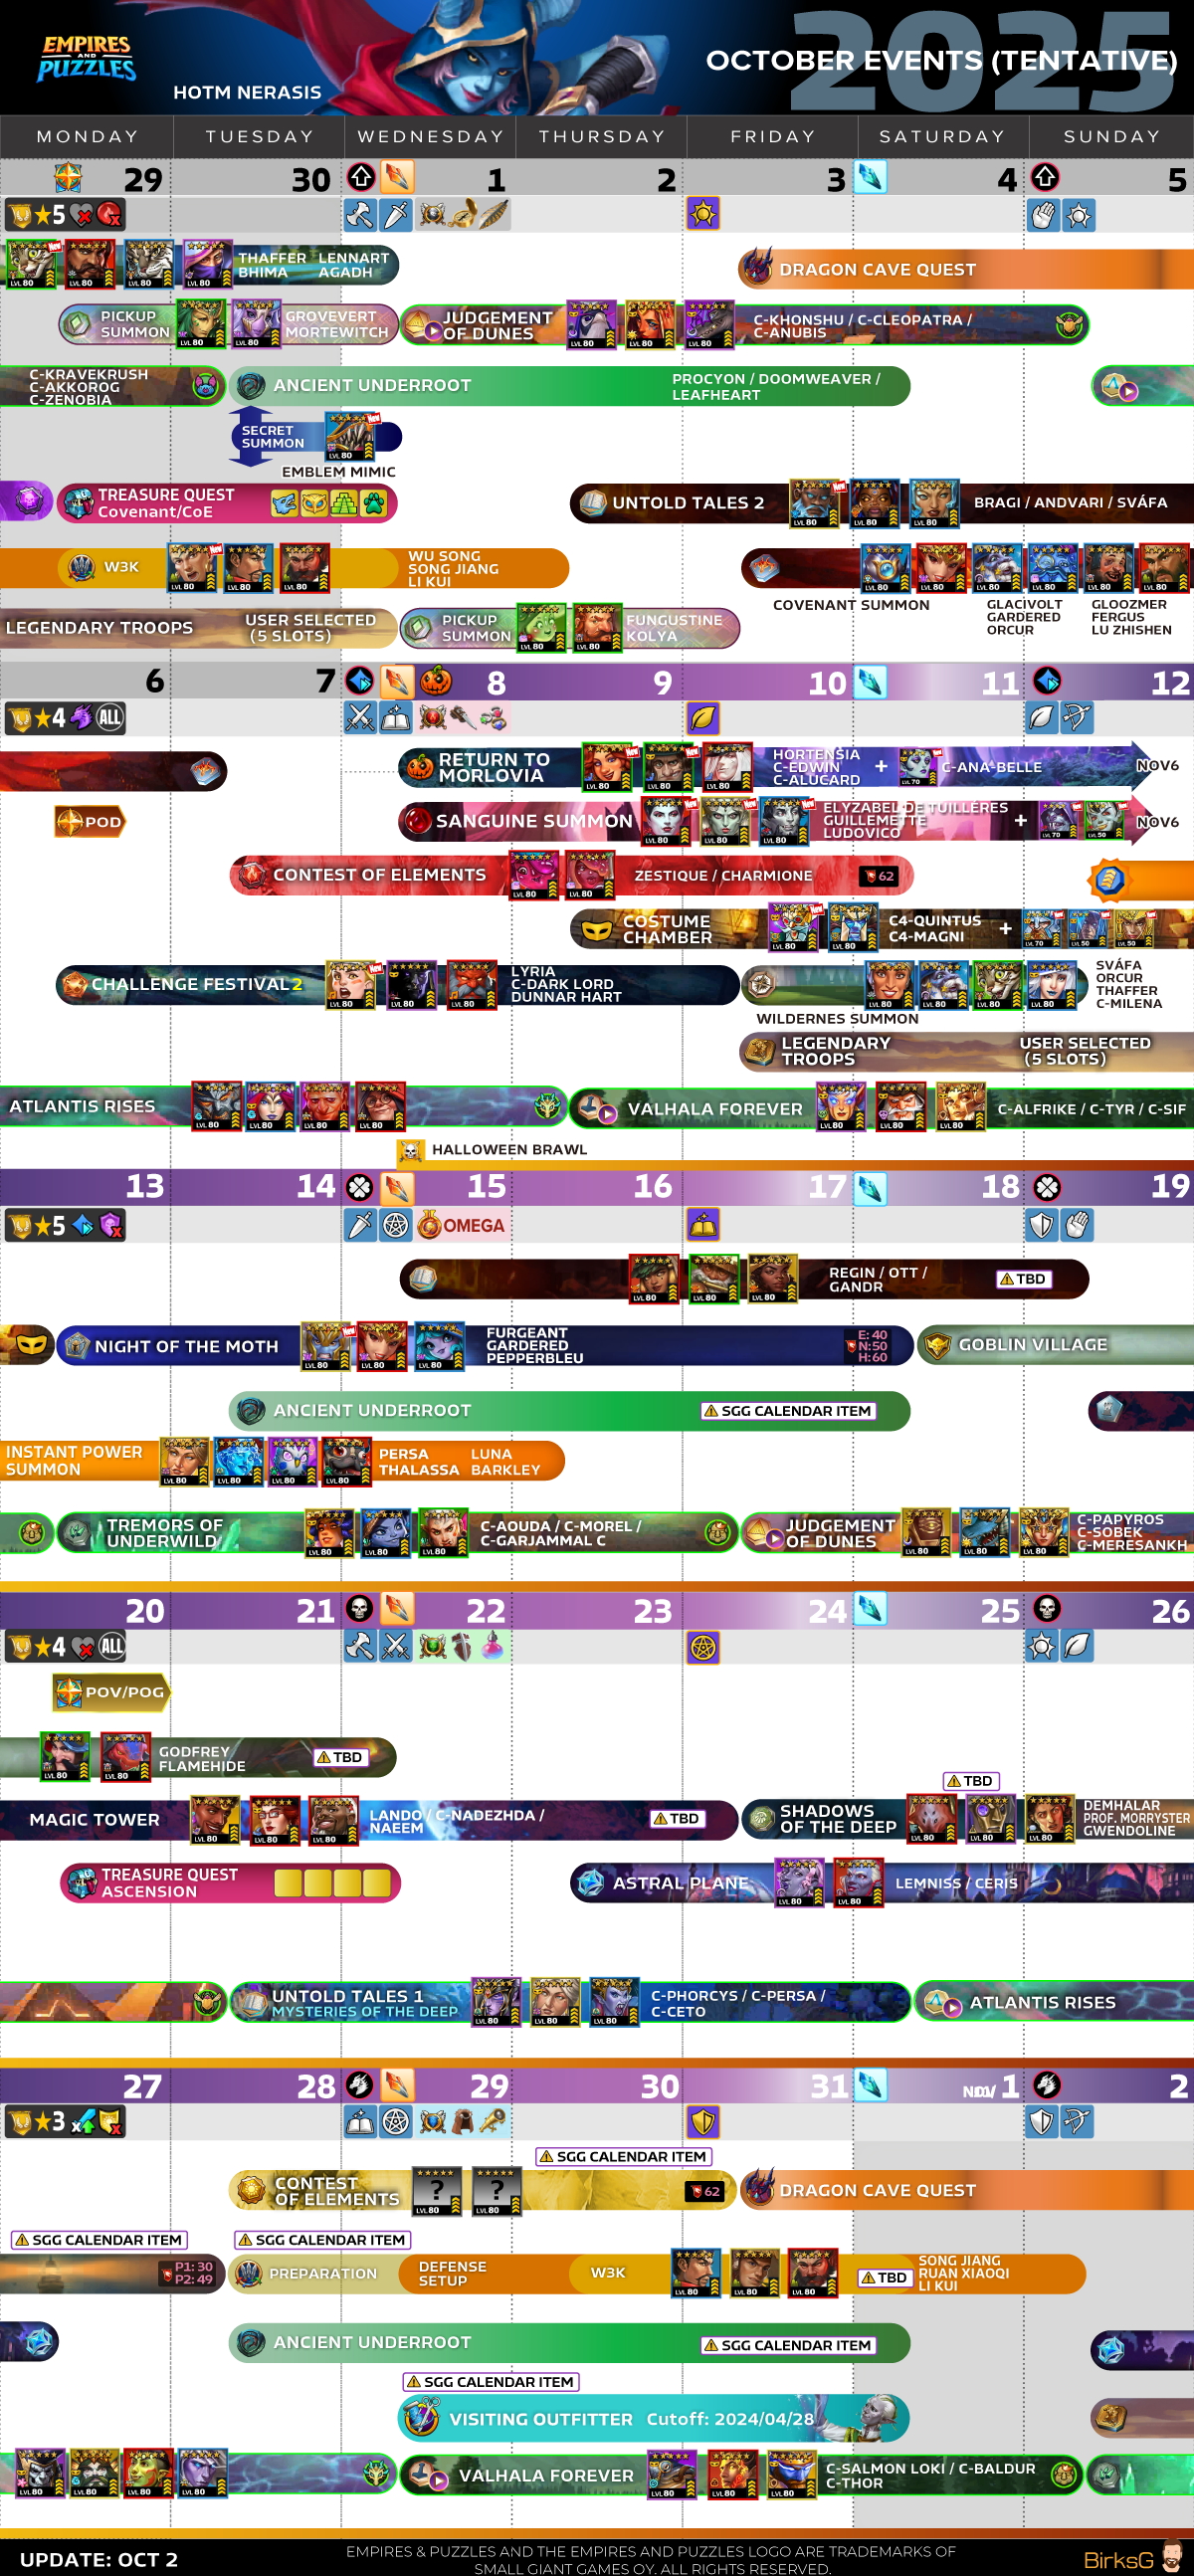 EMPIRES
AND
PUZZLES
HOTM NERASIS
2025
OCTOBER EVENTS (TENTATIVE)
MONDAY TUESDAY WEDNESDAY THURSDAY FRIDAY SATURDAY SUNDAY
29 30 1 2 3 4 5
5
THAFFER LENNART
BHIMA AGADH
DRAGON CAVE QUEST
PICKUP
SUMMON
GROVEVERT
MORTEWITCH
JUDGEMENT
OF DUNES
C-KHONSHU / C-CLEOPATRA /
C-ANUBIS
C-KRAVEKRUSH
C-AKKOROG
C-ZENOBIA
ANCIENT UNDERROOT
PROCYON / DOOMWEAVER /
LEAFHEART
SECRET
SUMMON
EMBLEM MIMIC
TREASURE QUEST
Covenant/CoE
UNTOLD TALES 2
BRAGI / ANDVARI / SVÁFA
W3K
WU SONG
SONG JIANG
LI KUI
COVENANT SUMMON
GLACIVOLT
GARDERED
ORCUR
GLOOZMER
FERGUS
LU ZHISHEN
LEGENDARY TROOPS
USER SELECTED
(5 SLOTS)
PICKUP
SUMMON
FUNGUSTINE
KOLYA
6 7 8 9 10 11 12
4 ALL
RETURN TO
MORLOVIA
HORTENSIA
C-EDWIN
C-ALUCARD
+
C-ANA-BELLE
NOV6
POD
SANGUINE SUMMON
ELYZABEL DE TUILLÉRES
GUILLEMETTE
LUDOVICO
+
NOV6
CONTEST OF ELEMENTS
ZESTIQUE / CHARMIONE
62
COSTUME
CHAMBER
C4-QUINTUS
C4-MAGNI
+
CHALLENGE FESTIVAL 2
LYRIA
C-DARK LORD
DUNNAR HART
WILDERNES SUMMON
SVÁFA
ORCUR
THAFFER
C-MILENA
LEGENDARY
TROOPS
USER SELECTED
(5 SLOTS)
ATLANTIS RISES
VALHALA FOREVER
C-ALFRIKE / C-TYR / C-SIF
HALLOWEEN BRAWL
13 14 15 16 17 18 19
5
OMEGA
REGIN / OTT /
GANDR
TBD
NIGHT OF THE MOTH
FURGEANT
GARDERED
PEPPERBLEU
E: 40
N:50
H:60
GOBLIN VILLAGE
ANCIENT UNDERROOT
SGG CALENDAR ITEM
INSTANT POWER
SUMMON
PERSA LUNA
THALASSA BARKLEY
TREMORS OF
UNDERWILD
C-AOUDA / C-MOREL /
C-GARJAMMAL C
JUDGEMENT
OF DUNES
C-PAPYROS
C-SOBEK
C-MERESANKH
20 21 22 23 24 25 26
4 ALL
POV/POG
GODFREY
FLAMEHIDE
TBD
TBD
MAGIC TOWER
LANDO / C-NADEZHDA /
NAEEM
TBD
SHADOWS
OF THE DEEP
DEMHALAR
PROF. MORRYSTER
GWENDOLINE
TREASURE QUEST
ASCENSION
ASTRAL PLANE
LEMNISS / CERIS
UNTOLD TALES 1
MYSTERIES OF THE DEEP
C-PHORCYS / C-PERSA /
C-CETO
ATLANTIS RISES
27 28 29 30 31 1 2
3
SGG CALENDAR ITEM
CONTEST
OF ELEMENTS
? ?
62
DRAGON CAVE QUEST
SGG CALENDAR ITEM
SGG CALENDAR ITEM
P1: 30
P2: 49
PREPARATION
DEFENSE
SETUP
W3K
TBD
SONG JIANG
RUAN XIAOQI
LI KUI
ANCIENT UNDERROOT
SGG CALENDAR ITEM
SGG CALENDAR ITEM
VISITING OUTFITTER Cutoff: 2024/04/28
VALHALA FOREVER
C-SALMON LOKI / C-BALDUR
C-THOR
UPDATE: OCT 2
EMPIRES & PUZZLES AND THE EMPIRES AND PUZZLES LOGO ARE TRADEMARKS OF
SMALL GIANT GAMES OY. ALL RIGHTS RESERVED.
BirksG